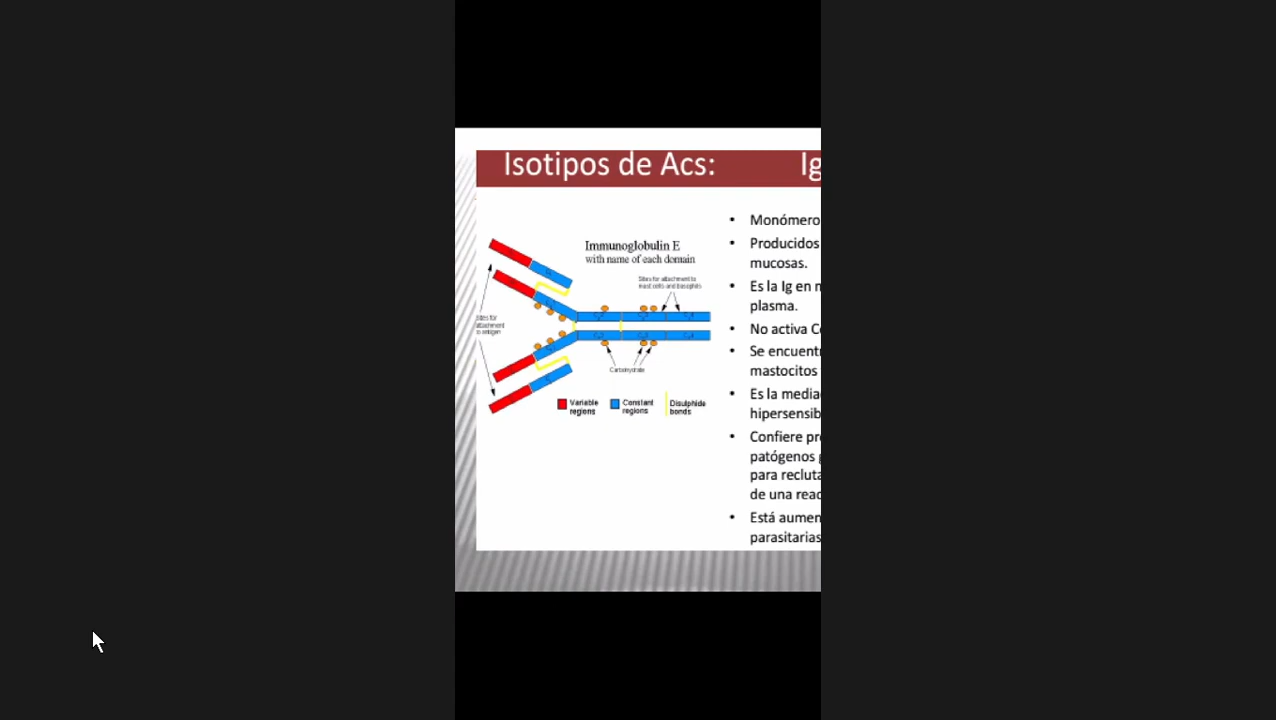 Isotipos de Acs: Ig
Immunoglobulin E
with name of each domain
Sites for attachment to
mast cells and basophils
Sites for
attachment
to antigen
Carbohydrate
Variable
regions
Constant
regions
Disulphide
bonds
• Monómero
• Producidos
mucosas.
• Es la Ig en
plasma.
• No activa
• Se encuent
mastocitos
• Es la media
hipersensib
• Confiere pr
patógenos
para recluta
de una reac
• Está aumen
parasitarias